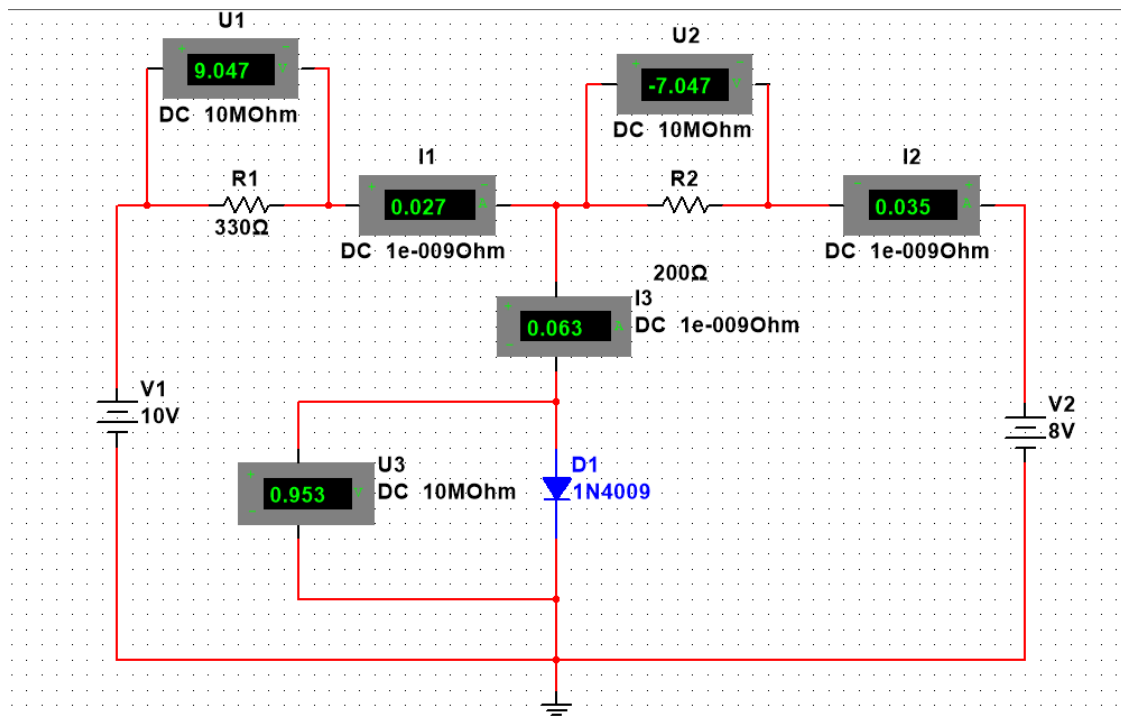 U1
+ −
9.047 V
DC 10MOhm
U2
+ −
-7.047 V
DC 10MOhm
R1
330Ω
I1
+ −
0.027 A
DC 1e-009Ohm
R2
200Ω
I2
− +
0.035 A
DC 1e-009Ohm
I3
+
0.063 A
−
DC 1e-009Ohm
V1
10V
U3
+
0.953 V
−
DC 10MOhm
D1
1N4009
V2
8V